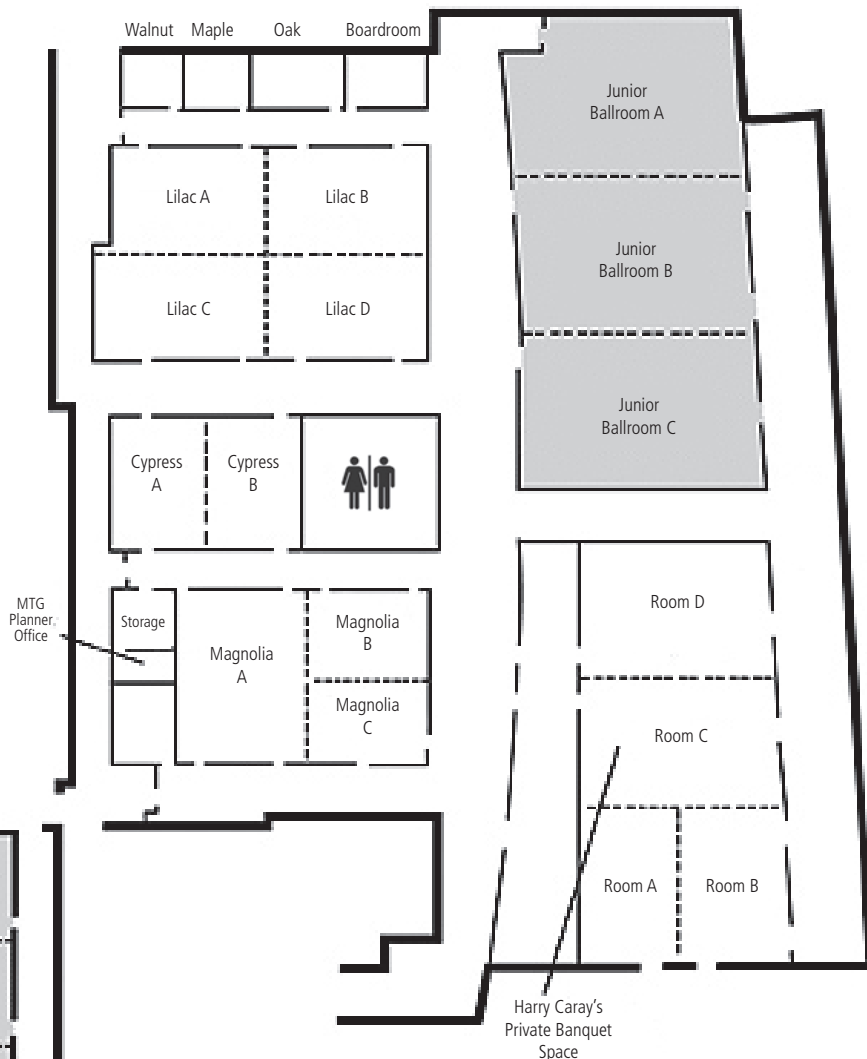 Walnut
Maple
Oak
Boardroom
Junior
Ballroom A
Lilac A
Lilac B
Junior
Ballroom B
Lilac C
Lilac D
Junior
Ballroom C
Cypress
A
Cypress
B
MTG
Planner
Office
Storage
Magnolia
A
Magnolia
B
Magnolia
C
Room D
Room C
Room A
Room B
Harry Caray's
Private Banquet
Space